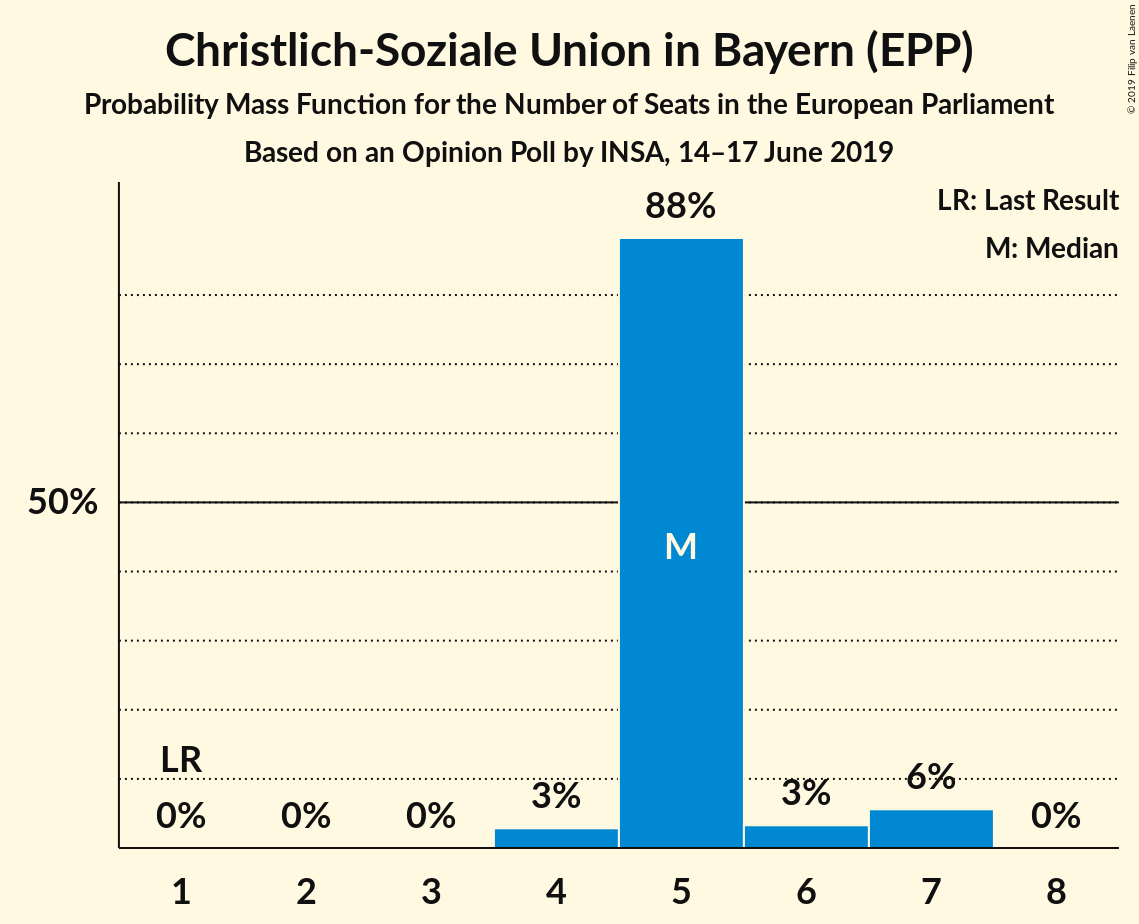 Christlich-Soziale Union in Bayern (EPP)
Probability Mass Function for the Number of Seats in the European Parliament
Based on an Opinion Poll by INSA, 14–17 June 2019
© 2019 Filip van Laenen
LR: Last Result
M: Median
88%
50%
M
LR
0%
0%
0%
3%
3%
6%
0%
1
2
3
4
5
6
7
8